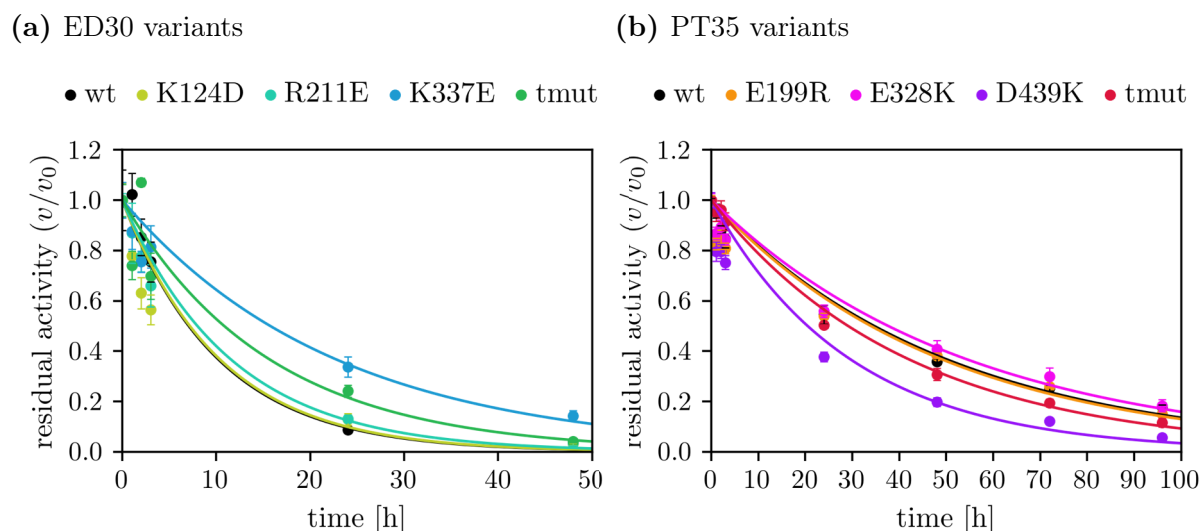 (a) ED30 variants
wt K124D R211E K337E tmut
residual activity (v/v0)
1.2
1.0
0.8
0.6
0.4
0.2
0.0
0 10 20 30 40 50
time [h]
(b) PT35 variants
wt E199R E328K D439K tmut
residual activity (v/v0)
1.2
1.0
0.8
0.6
0.4
0.2
0.0
0 10 20 30 40 50 60 70 80 90 100
time [h]